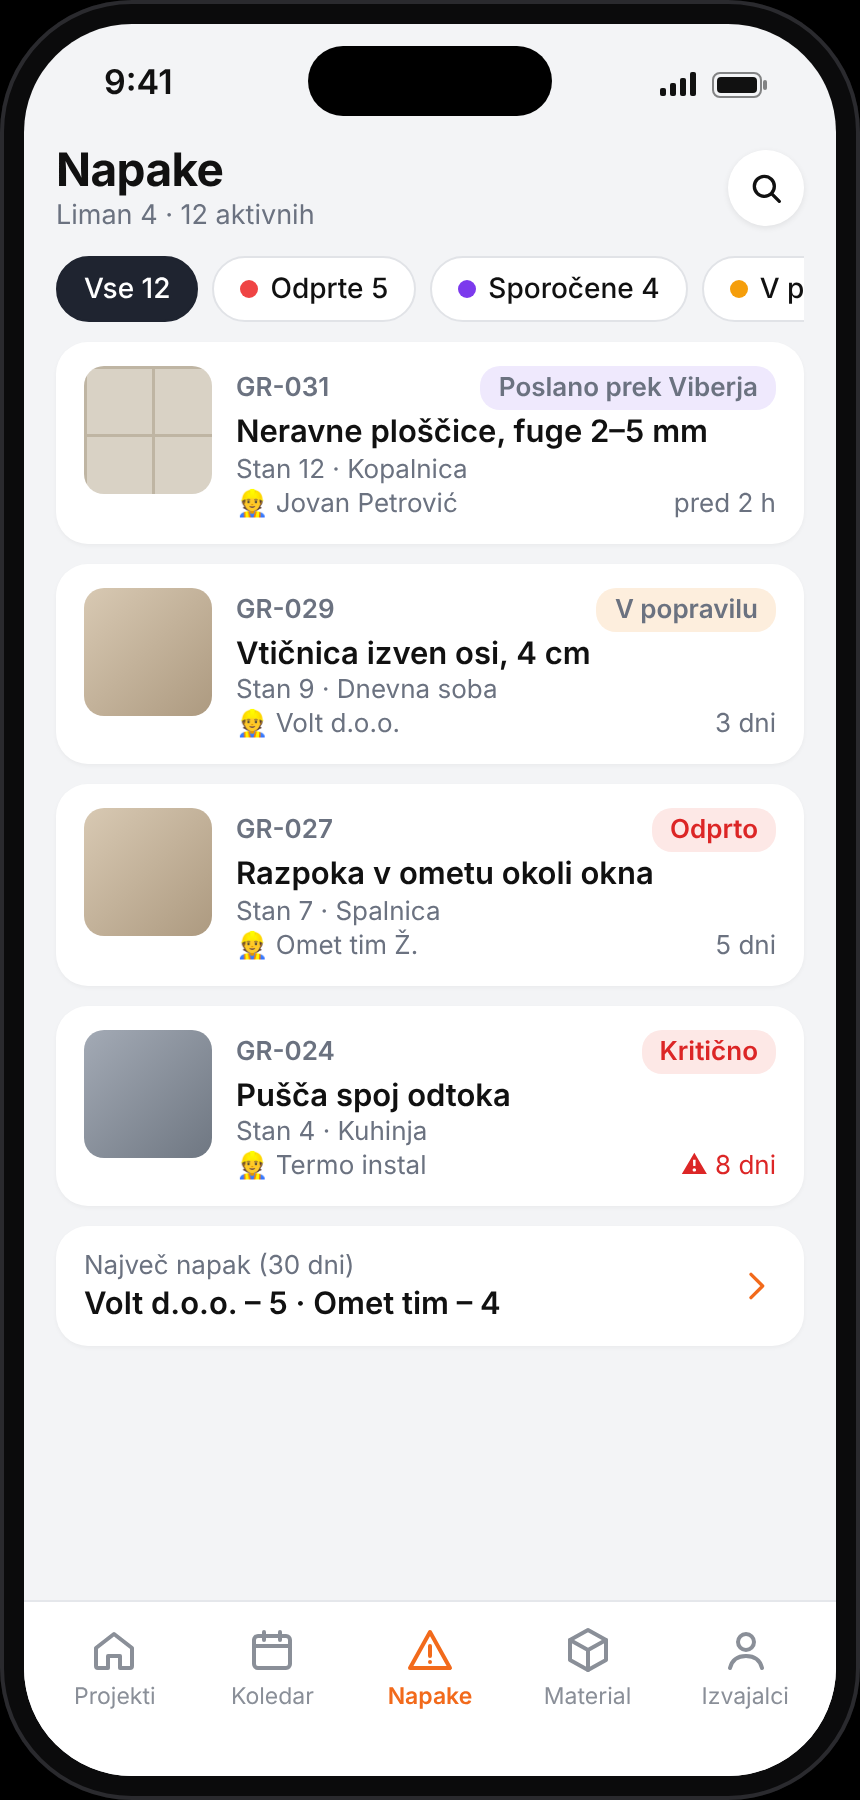 9:41
Napake
Liman 4 · 12 aktivnih
Vse 12
Odprte 5
Sporočene 4
V p
GR-031
Poslano prek Viberja
Neravne ploščice, fuge 2–5 mm
Stan 12 · Kopalnica
👷 Jovan Petrović
pred 2 h
GR-029
V popravilu
Vtičnica izven osi, 4 cm
Stan 9 · Dnevna soba
👷 Volt d.o.o.
3 dni
GR-027
Odprto
Razpoka v ometu okoli okna
Stan 7 · Spalnica
👷 Omet tim Ž.
5 dni
GR-024
Kritično
Pušča spoj odtoka
Stan 4 · Kuhinja
👷 Termo instal
⚠ 8 dni
Največ napak (30 dni)
Volt d.o.o. – 5 · Omet tim – 4
Projekti
Koledar
Napake
Material
Izvajalci